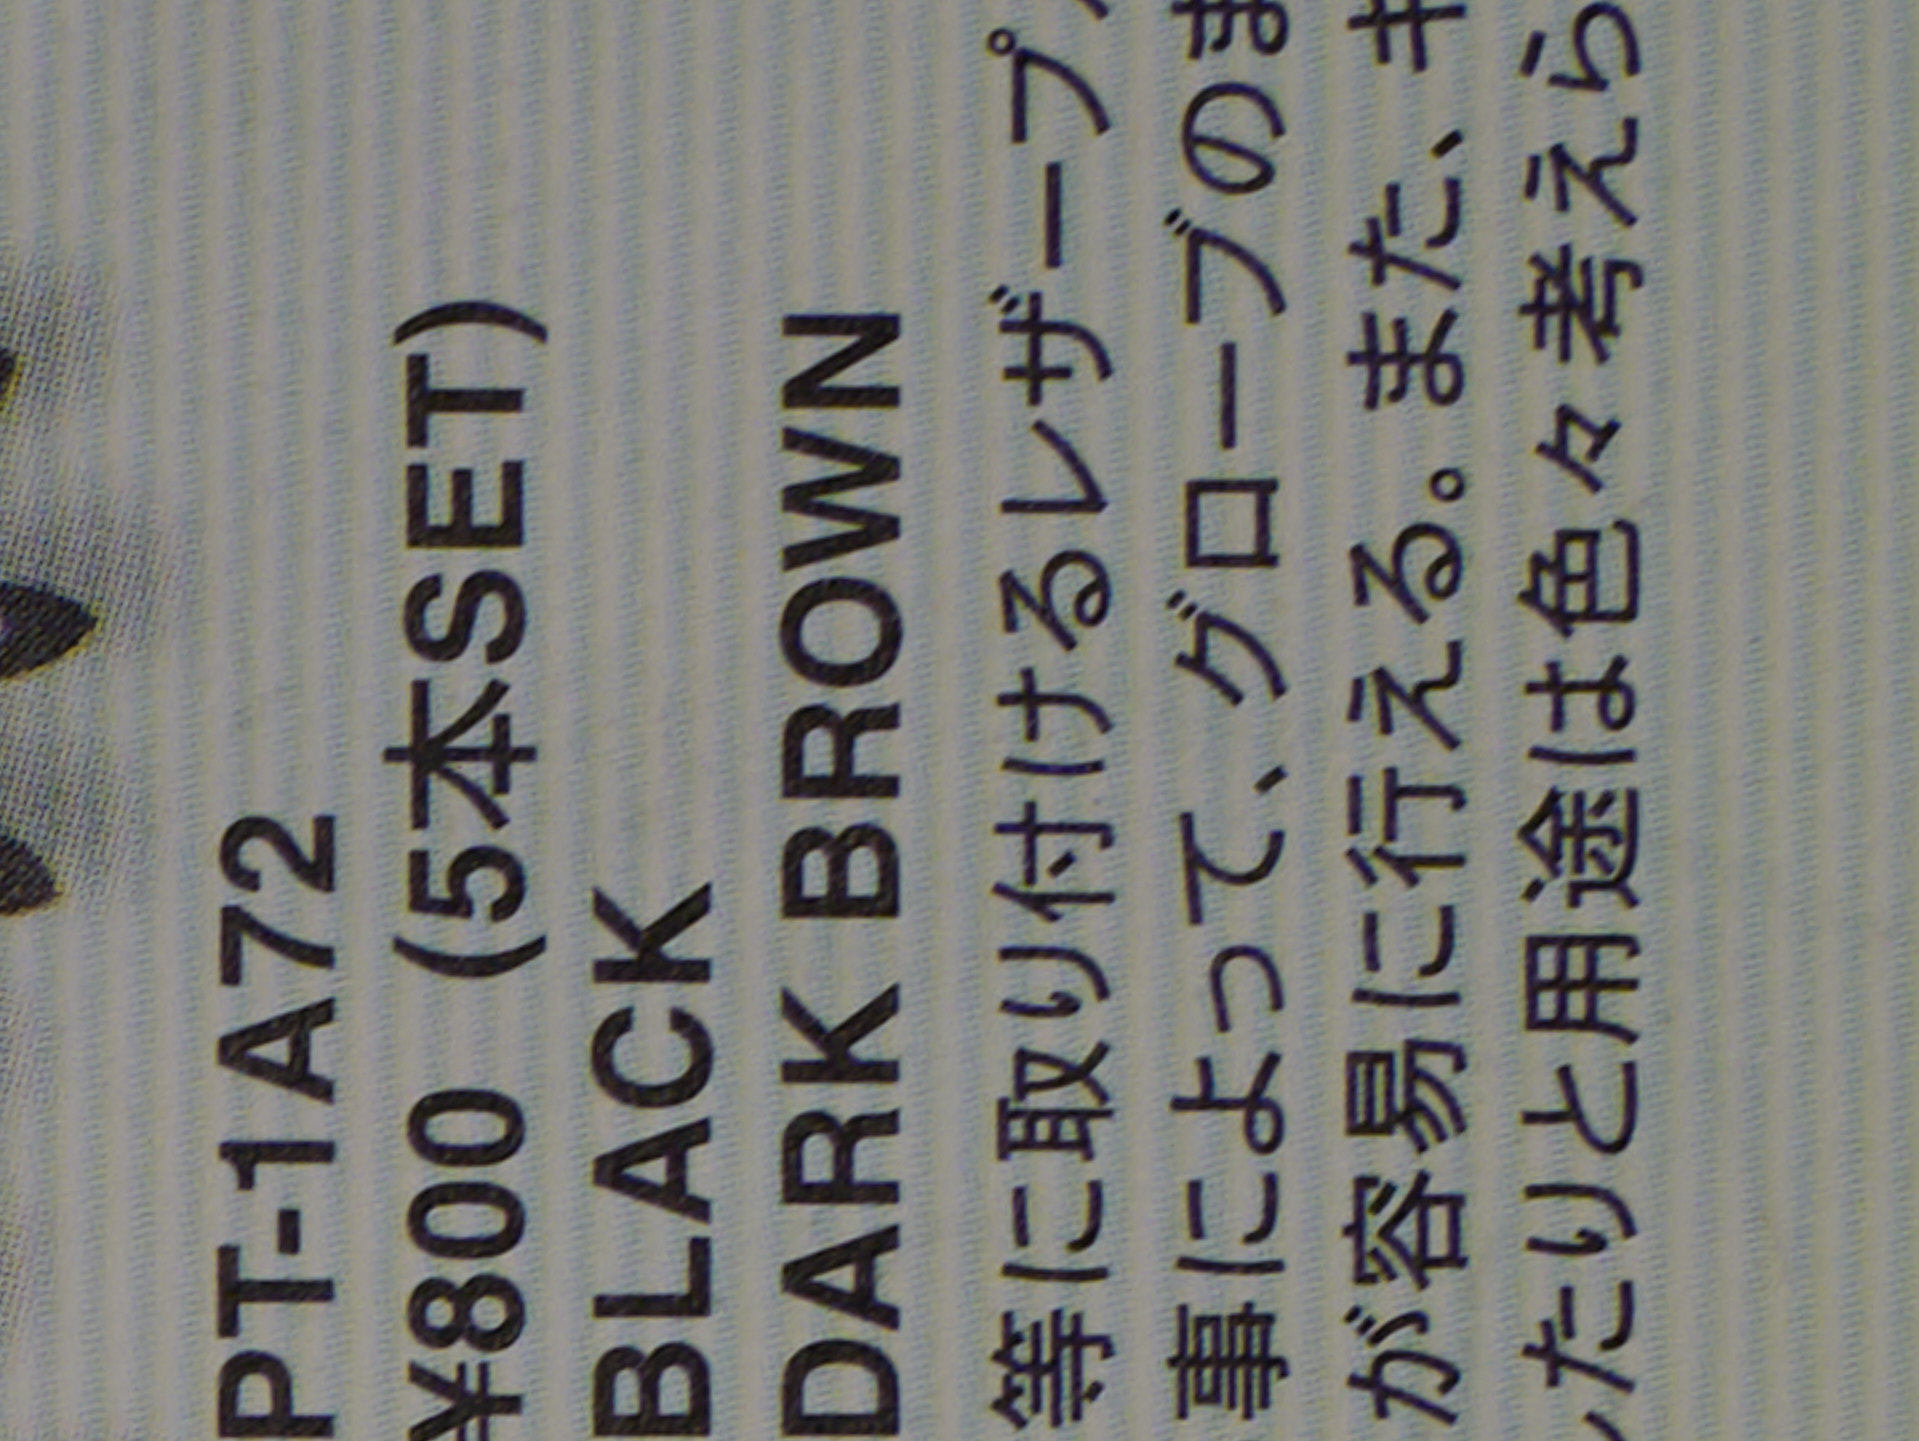 PT-1A72
¥800 (5本SET)
BLACK
DARK BROWN
等に取り付けるレザープ
事によって、グローブのま
が容易に行える。また、キ
たりと用途は色々考えら